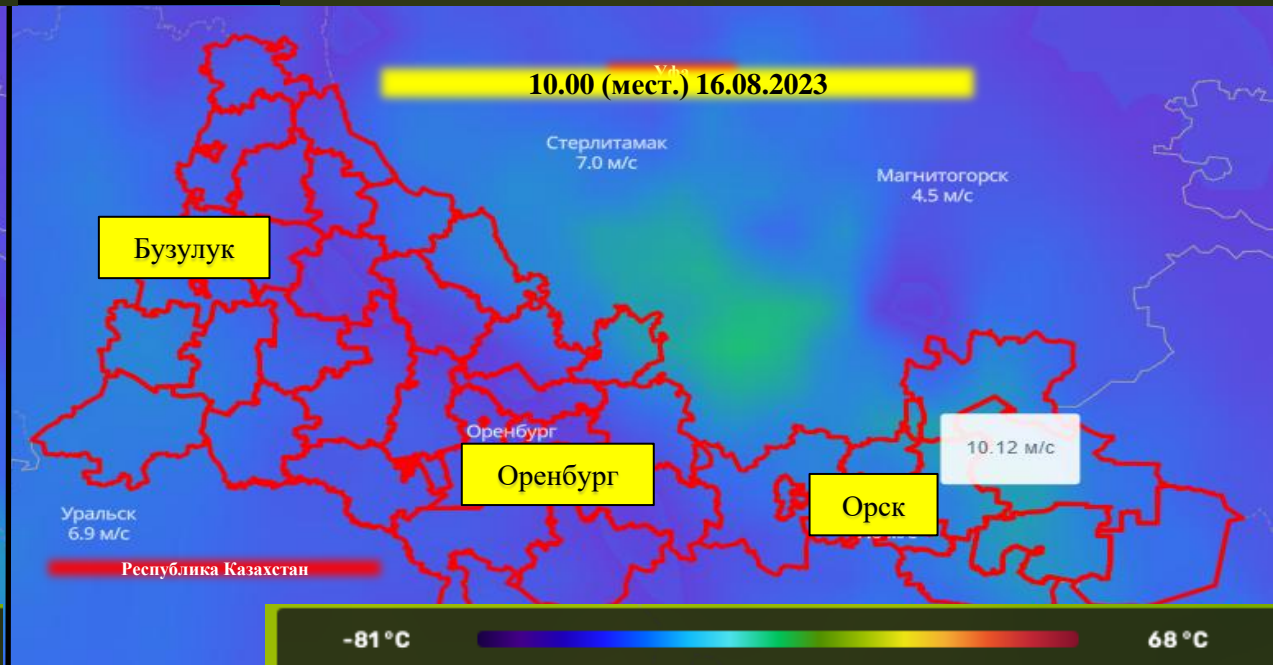 Уфа
10.00 (мест.) 16.08.2023
Стерлитамак
7.0 м/с
Магнитогорск
4.5 м/с
Бузулук
Оренбург
10.12 м/с
Оренбург
Орск
Уральск
6.9 м/с
Республика Казахстан
-81°C
68°C